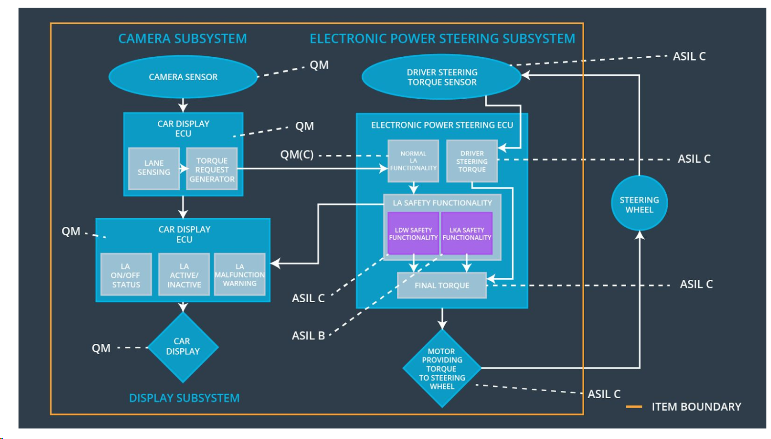 CAMERA SUBSYSTEM
ELECTRONIC POWER STEERING SUBSYSTEM
CAMERA SENSOR
QM
DRIVER STEERING
TORQUE SENSOR
ASIL C
CAR DISPLAY
ECU
QM
LANE
SENSING
TORQUE
REQUEST
GENERATOR
QM(C)
ELECTRONIC POWER STEERING ECU
NORMAL
LA
FUNCTIONALITY
DRIVER
STEERING
TORQUE
ASIL C
STEERING
WHEEL
LA SAFETY FUNCTIONALITY
LDW SAFETY
FUNCTIONALITY
LKA SAFETY
FUNCTIONALITY
QM
CAR DISPLAY
ECU
LA
ON/OFF
STATUS
LA
ACTIVE/
INACTIVE
LA
MALFUNCTION
WARNING
ASIL C
FINAL TORQUE
ASIL C
ASIL B
QM
CAR
DISPLAY
MOTOR
PROVIDING
TORQUE
TO STEERING
WHEEL
ASIL C
DISPLAY SUBSYSTEM
ITEM BOUNDARY